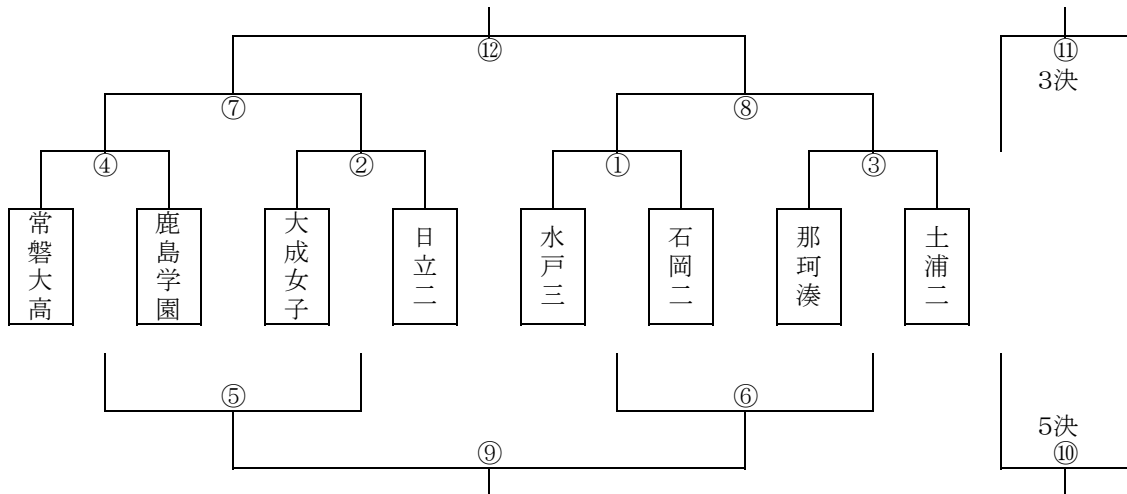 ⑫
⑪
3決
⑦
⑧
④
②
①
③
常磐大高
鹿島学園
大成女子
日立二
水戸三
石岡二
那珂湊
土浦二
⑤
⑥
5決
⑨
⑩